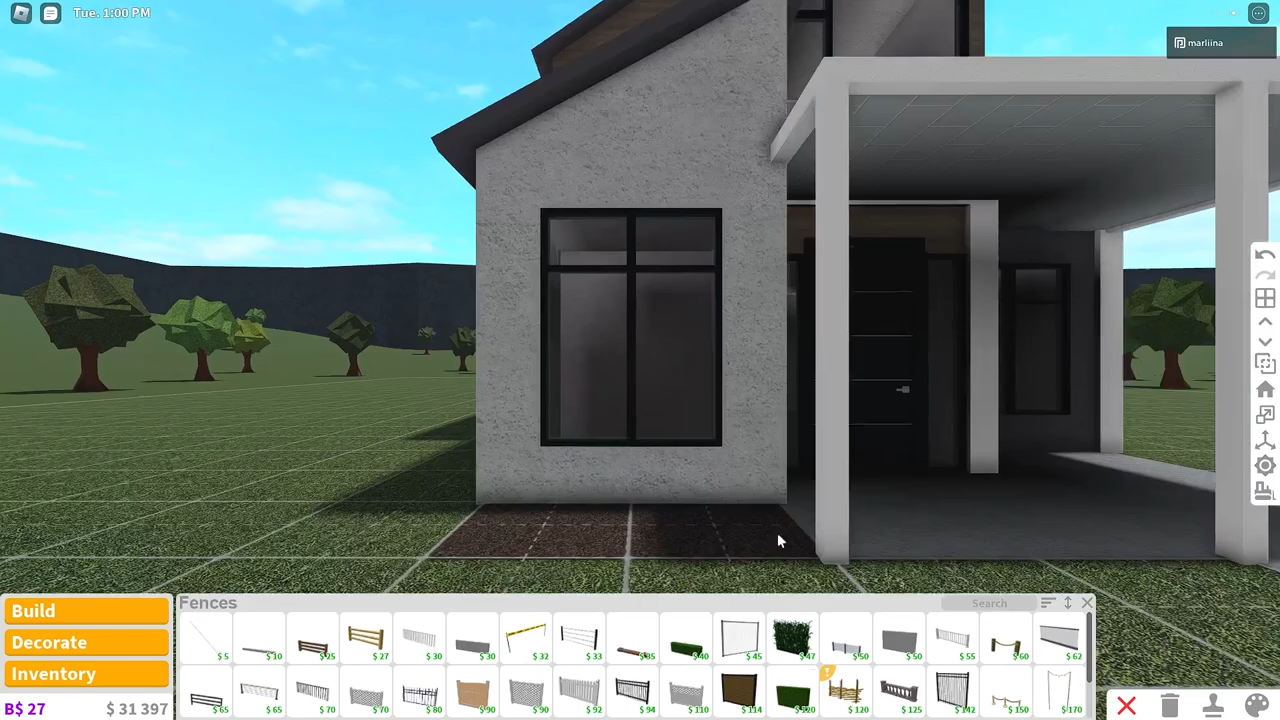 Tue. 1:00 PM
marliina
Build
Decorate
Inventory
B$ 27
$ 31 397
Fences
Search
$ 5 $ 10 $ 25 $ 27 $ 30 $ 30 $ 32 $ 33 $ 35 $ 40 $ 45 $ 47 $ 50 $ 50 $ 55 $ 60 $ 62
$ 65 $ 65 $ 70 $ 70 $ 80 $ 90 $ 90 $ 92 $ 94 $ 110 $ 114 $ 120 $ 120 $ 125 $ 142 $ 150 $ 170